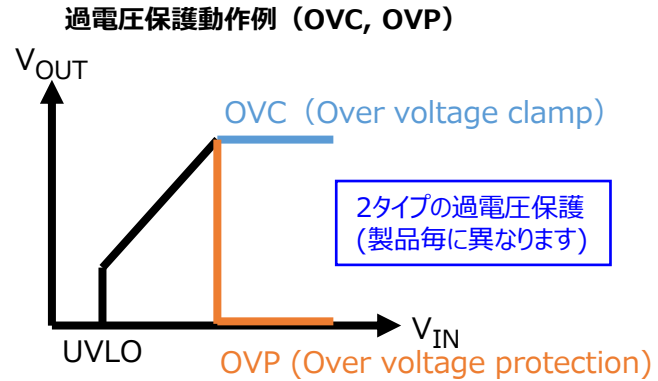 過電圧保護動作例（OVC, OVP）
VOUT
OVC（Over voltage clamp）
2タイプの過電圧保護
(製品毎に異なります)
VIN
UVLO
OVP (Over voltage protection)